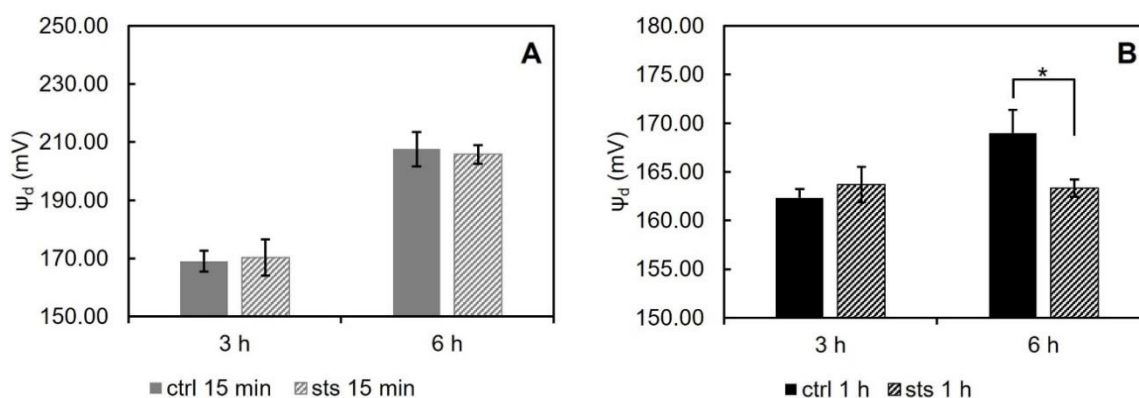 250.00
230.00
210.00
190.00
170.00
150.00
Ψd (mV)
A
3 h 6 h
ctrl 15 min sts 15 min
180.00
175.00
170.00
165.00
160.00
155.00
150.00
Ψd (mV)
B
*
3 h 6 h
ctrl 1 h sts 1 h